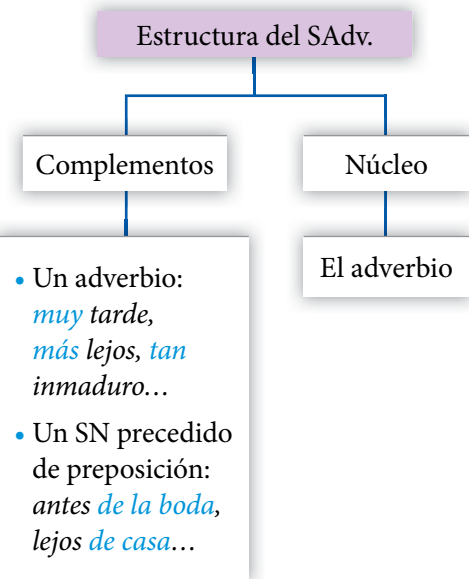 Estructura del SAdv.
Complementos
Núcleo
• Un adverbio:
muy tarde,
más lejos, tan
inmaduro…
• Un SN precedido
de preposición:
antes de la boda,
lejos de casa…
El adverbio